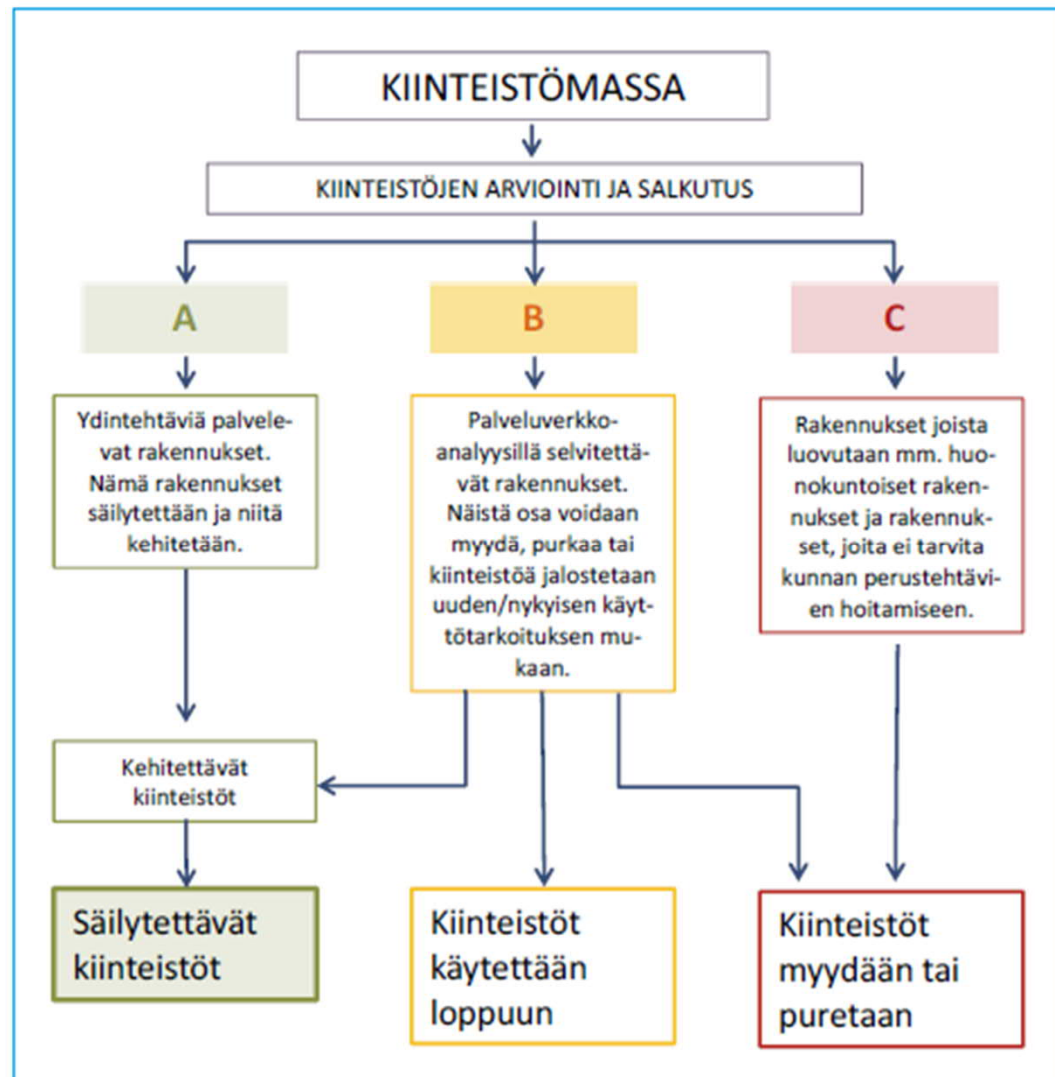 KIINTEISTÖMASSA
KIINTEISTÖJEN ARVIOINTI JA SALKUTUS
A
B
C
Ydintehtäviä palvele-
vat rakennukset.
Nämä rakennukset
säilytettään ja niitä
kehitetään.
Palveluverkko-
analyysillä selvitettä-
vät rakennukset.
Näistä osa voidaan
myydä, purkaa tai
kiinteistöä jalostetaan
uuden/nykyisen käyt-
tötarkoituksen mu-
kaan.
Rakennukset joista
luovutaan mm. huo-
nokuntoiset raken-
nukset ja rakennuk-
set, joita ei tarvita
kunnan perustehtävi-
en hoitamiseen.
Kehitettävät
kiinteistöt
Säilytettävät
kiinteistöt
Kiinteistöt
käytettään
loppuun
Kiinteistöt
myydään tai
puretaan